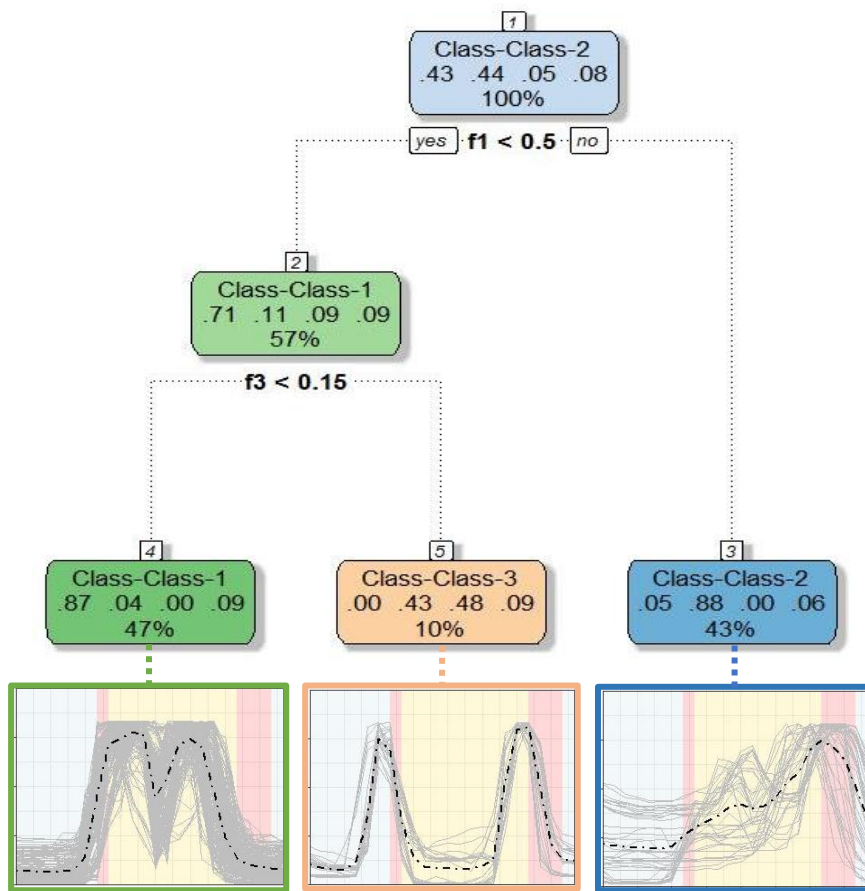 1
Class-Class-2
.43 .44 .05 .08
100%
yes f1 < 0.5 no
2
Class-Class-1
.71 .11 .09 .09
57%
f3 < 0.15
4
Class-Class-1
.87 .04 .00 .09
47%
5
Class-Class-3
.00 .43 .48 .09
10%
3
Class-Class-2
.05 .88 .00 .06
43%